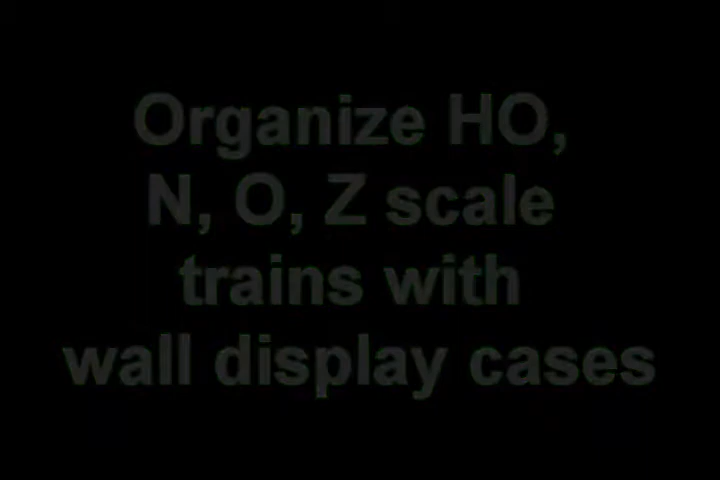 Organize HO,
N, O, Z scale
trains with
wall display cases